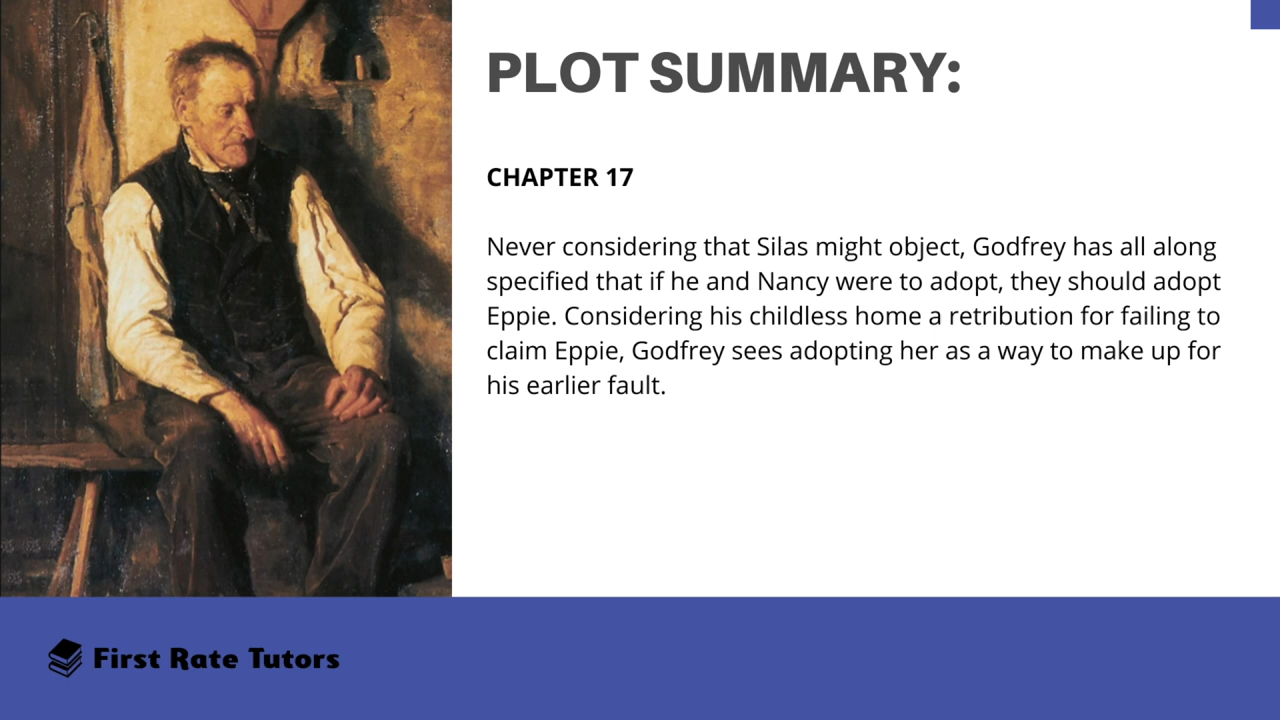 PLOT SUMMARY:
CHAPTER 17
Never considering that Silas might object, Godfrey has all along
specified that if he and Nancy were to adopt, they should adopt
Eppie. Considering his childless home a retribution for failing to
claim Eppie, Godfrey sees adopting her as a way to make up for
his earlier fault.
First Rate Tutors